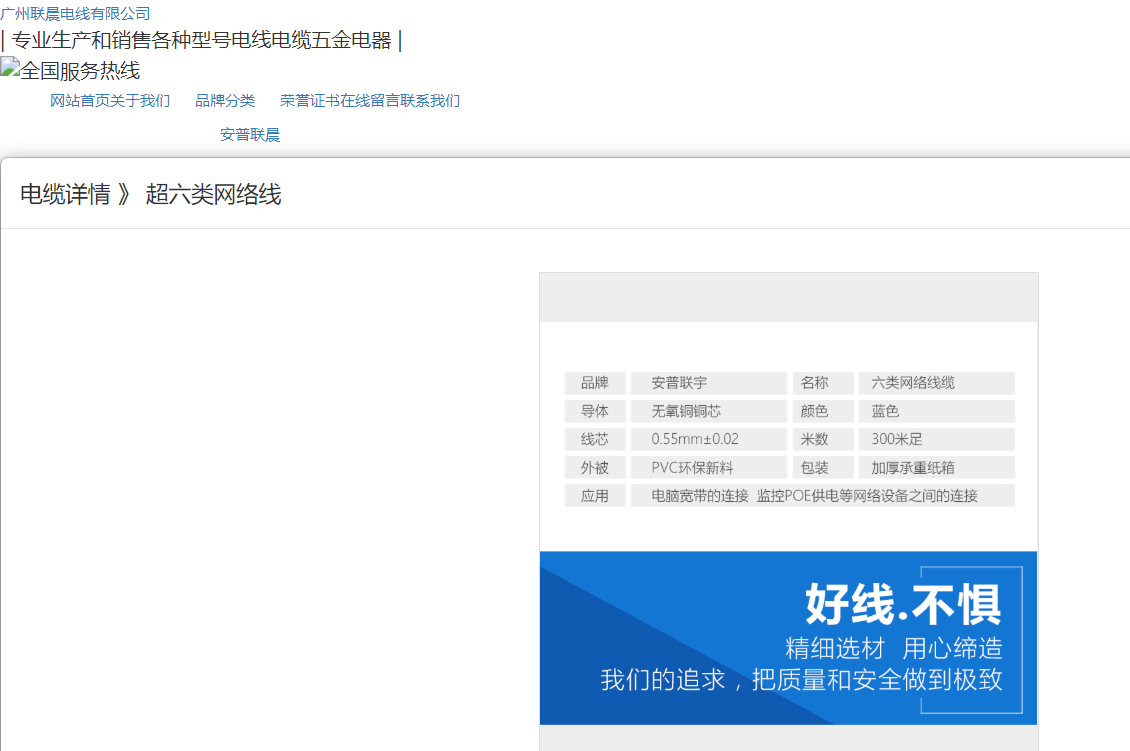 广州联晨电线有限公司
| 专业生产和销售各种型号电线电缆五金电器 |
全国服务热线
网站首页关于我们 品牌分类 荣誉证书在线留言联系我们
安普联晨
电缆详情 》 超六类网络线
品牌 安普联宇 名称 六类网络线缆
导体 无氧铜铜芯 颜色 蓝色
线芯 0.55mm±0.02 米数 300米足
外被 PVC环保新料 包装 加厚承重纸箱
应用 电脑宽带的连接 监控POE供电等网络设备之间的连接
好线.不惧
精细选材 用心缔造
我们的追求，把质量和安全做到极致